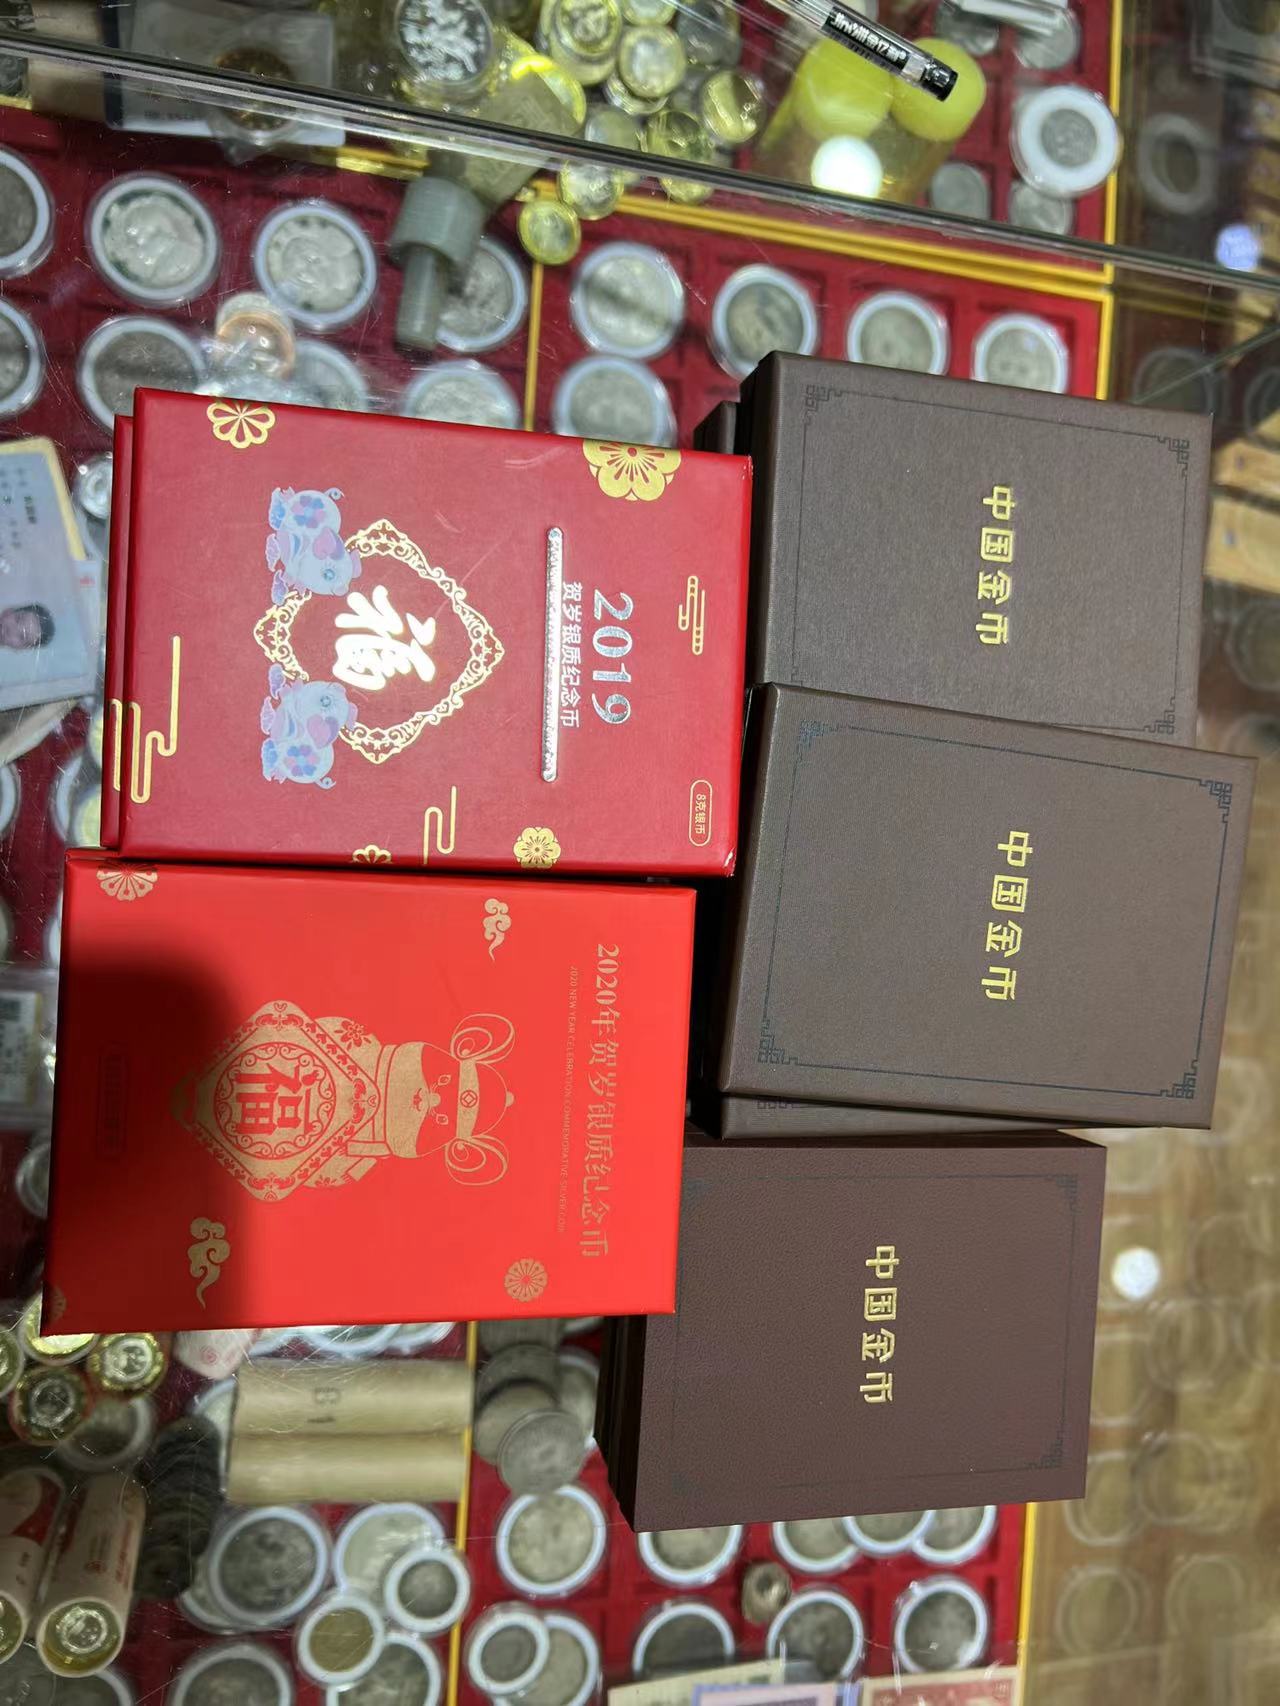 2019
贺岁银质纪念币
福
8克银币
2020年贺岁银质纪念币
2020 NEW YEAR CELEBRATION COMMEMORATIVE SILVER COIN
福
中国金币
中国金币
中国金币
B1